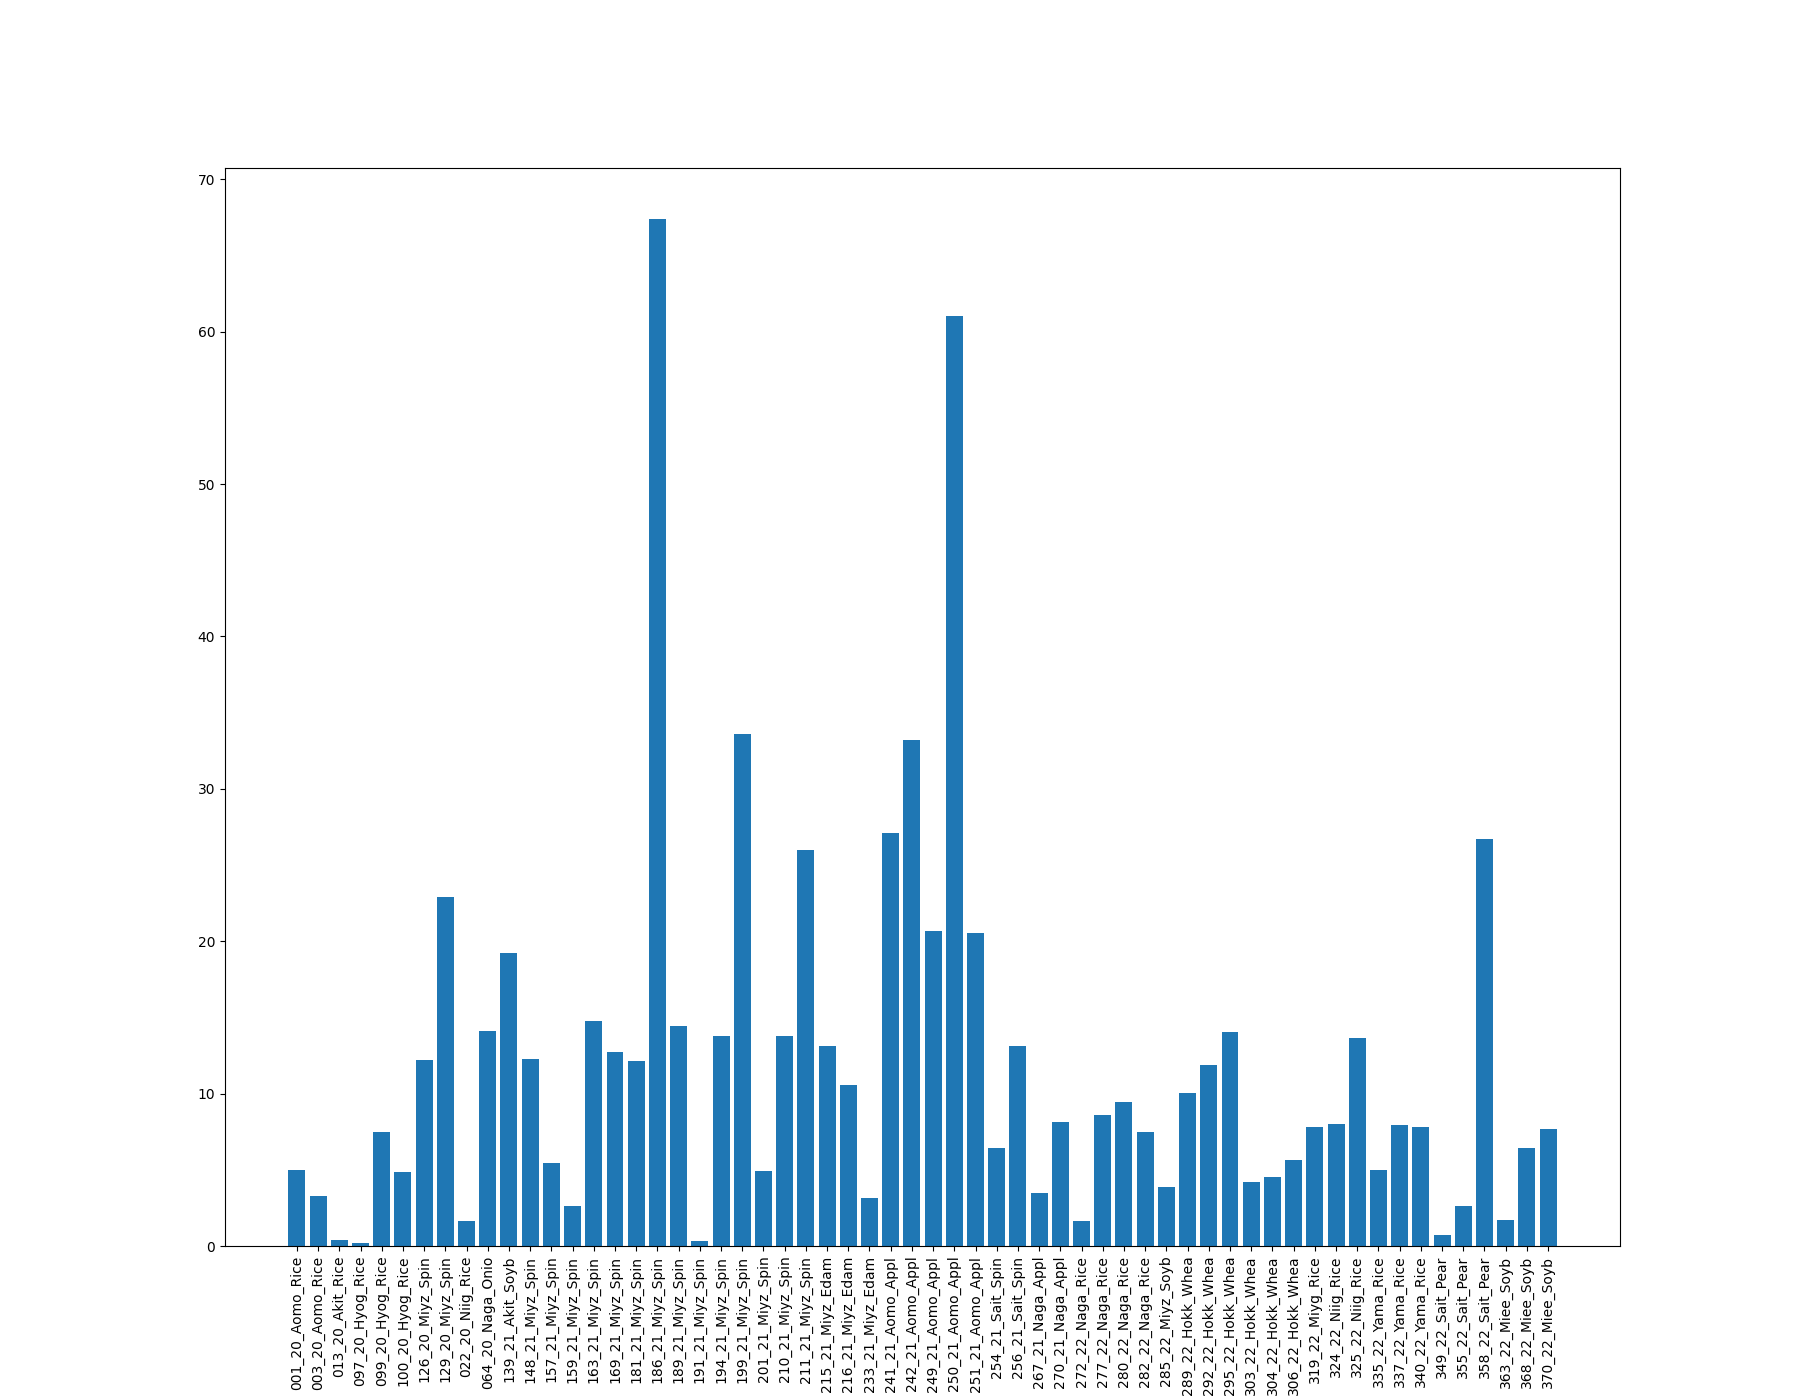 70
60
50
40
30
20
10
0
001_20_Aomo_Rice
003_20_Aomo_Rice
013_20_Akit_Rice
097_20_Hyog_Rice
099_20_Hyog_Rice
100_20_Hyog_Rice
126_20_Miyz_Spin
129_20_Miyz_Spin
022_20_Niig_Rice
064_20_Naga_Onio
139_21_Akit_Soyb
148_21_Miyz_Spin
157_21_Miyz_Spin
159_21_Miyz_Spin
163_21_Miyz_Spin
169_21_Miyz_Spin
181_21_Miyz_Spin
186_21_Miyz_Spin
189_21_Miyz_Spin
191_21_Miyz_Spin
194_21_Miyz_Spin
199_21_Miyz_Spin
201_21_Miyz_Spin
210_21_Miyz_Spin
211_21_Miyz_Spin
215_21_Miyz_Edam
216_21_Miyz_Edam
233_21_Miyz_Edam
241_21_Aomo_Appl
242_21_Aomo_Appl
249_21_Aomo_Appl
250_21_Aomo_Appl
251_21_Aomo_Appl
254_21_Sait_Spin
256_21_Sait_Spin
267_21_Naga_Appl
270_21_Naga_Appl
272_22_Naga_Rice
277_22_Naga_Rice
280_22_Naga_Rice
282_22_Naga_Rice
285_22_Miyz_Soyb
289_22_Hokk_Whea
292_22_Hokk_Whea
295_22_Hokk_Whea
303_22_Hokk_Whea
304_22_Hokk_Whea
306_22_Hokk_Whea
319_22_Miyg_Rice
324_22_Niig_Rice
325_22_Niig_Rice
335_22_Yama_Rice
337_22_Yama_Rice
340_22_Yama_Rice
349_22_Sait_Pear
355_22_Sait_Pear
358_22_Sait_Pear
363_22_Miee_Soyb
368_22_Miee_Soyb
370_22_Miee_Soyb